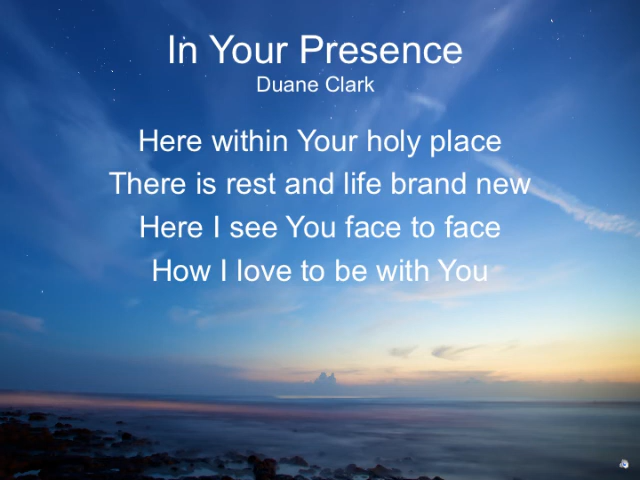 In Your Presence
Duane Clark
Here within Your holy place
There is rest and life brand new
Here I see You face to face
How I love to be with You